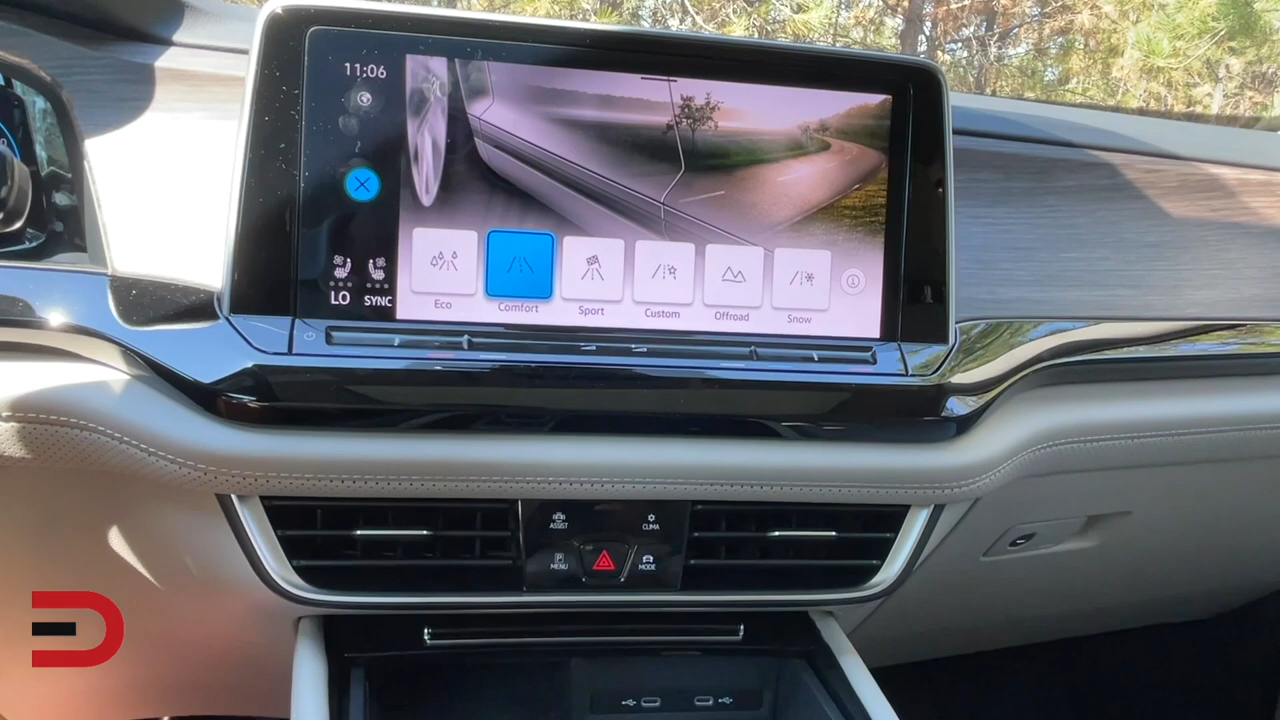 11:06
LO
SYNC
Eco
Comfort
Sport
Custom
Offroad
Snow
ASSIST
CLIMA
P
MENU
MODE